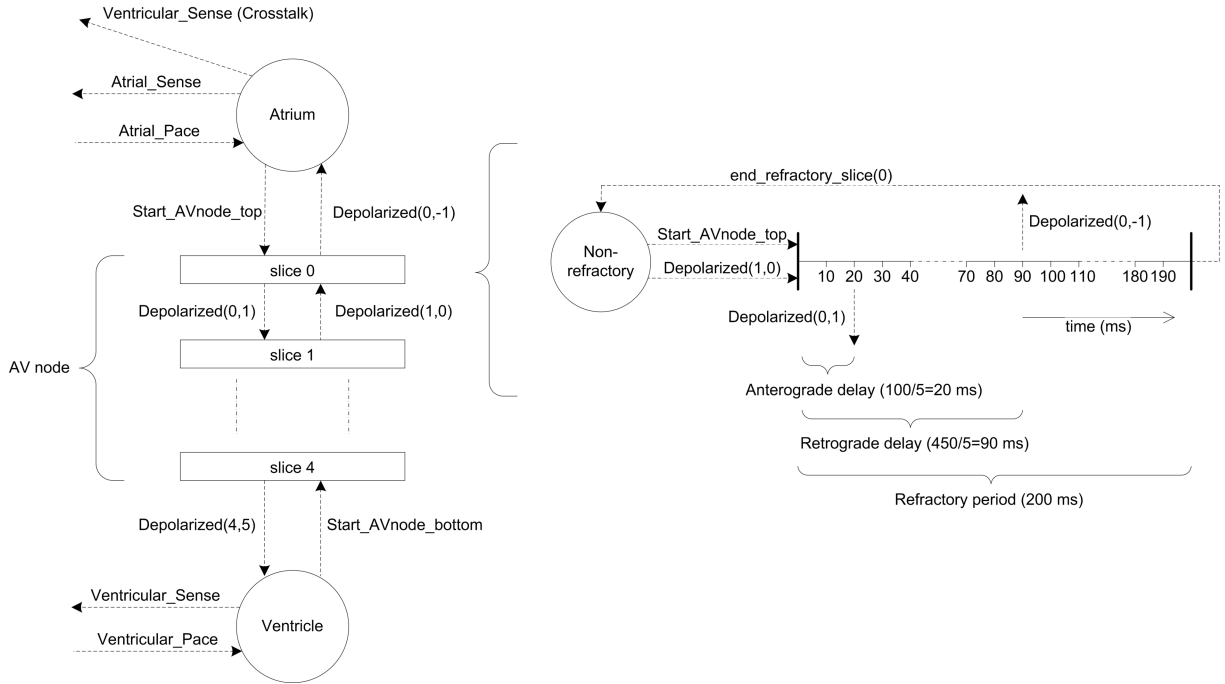 Ventricular_Sense (Crosstalk)
Atrial_Sense
Atrial_Pace
Atrium
Start_AVnode_top
Depolarized(0,-1)
slice 0
Depolarized(0,1)
Depolarized(1,0)
slice 1
AV node
slice 4
Depolarized(4,5)
Start_AVnode_bottom
Ventricular_Sense
Ventricular_Pace
Ventricle
end_refractory_slice(0)
Non-
refractory
Start_AVnode_top
Depolarized(1,0)
Depolarized(0,-1)
10 20 30 40 70 80 90 100 110 180 190
Depolarized(0,1)
time (ms)
Anterograde delay (100/5=20 ms)
Retrograde delay (450/5=90 ms)
Refractory period (200 ms)